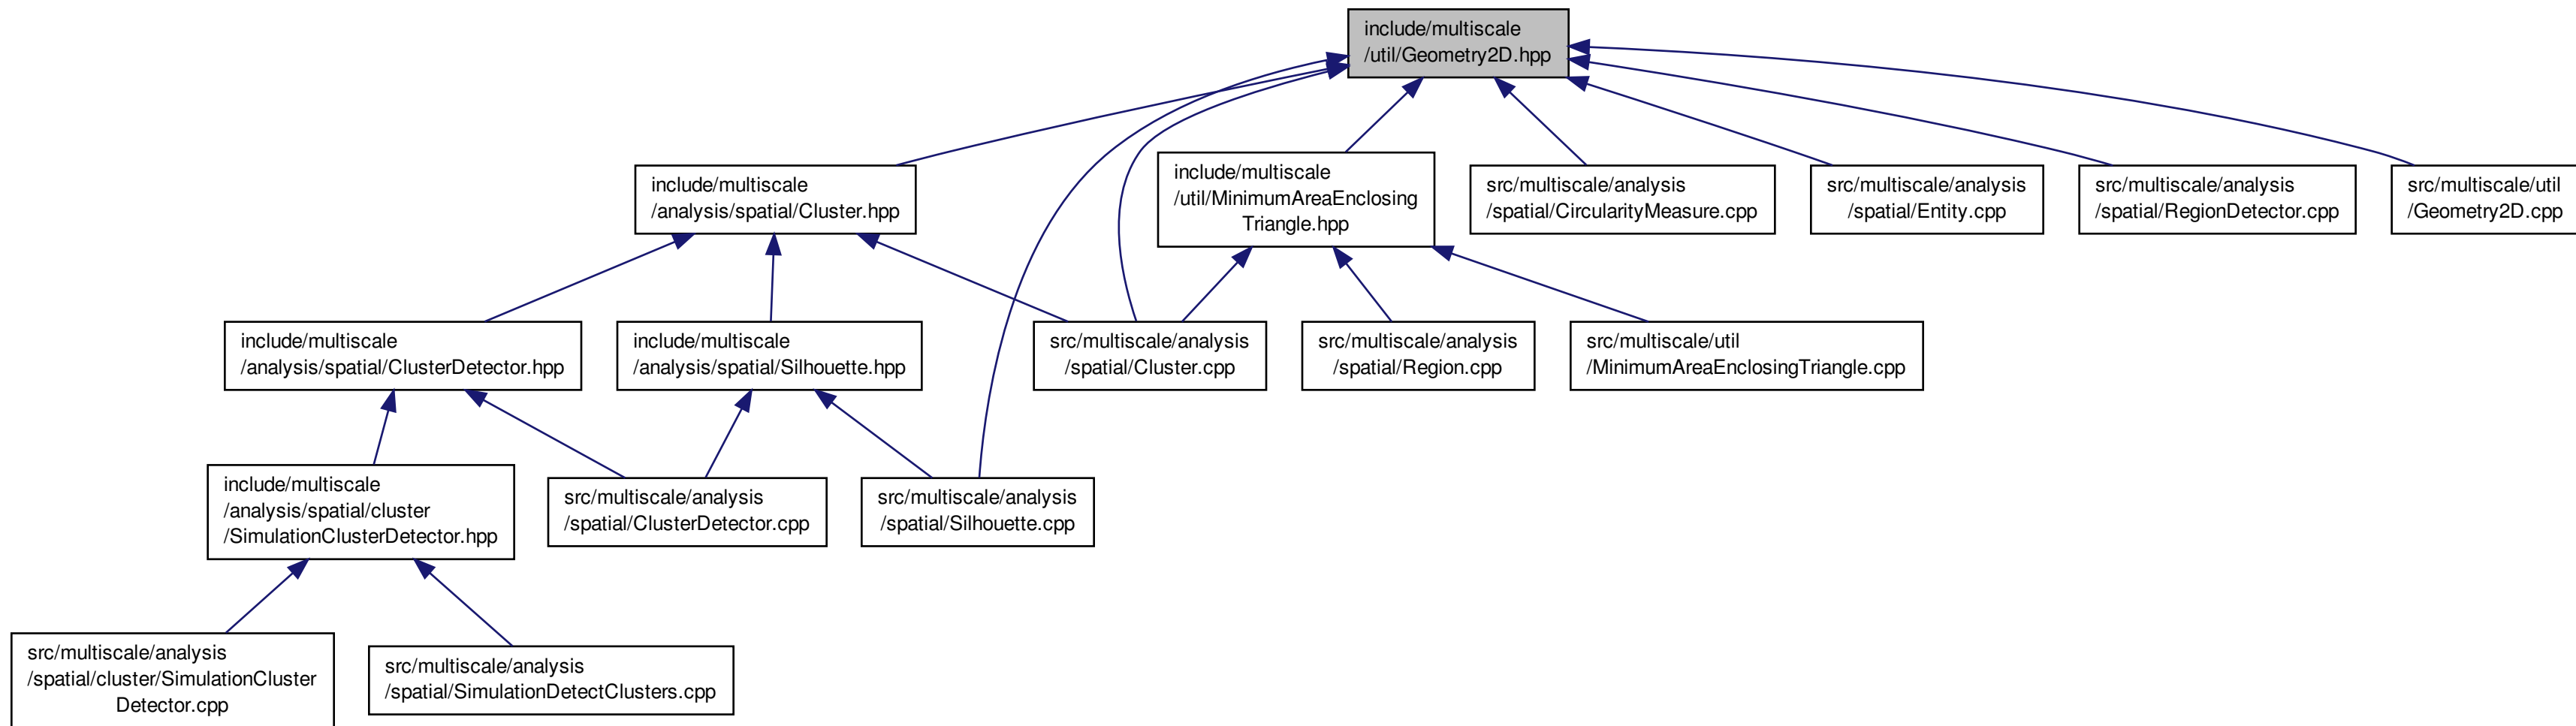 include/multiscale
/util/Geometry2D.hpp
include/multiscale
/analysis/spatial/Cluster.hpp
include/multiscale
/util/MinimumAreaEnclosing
Triangle.hpp
src/multiscale/analysis
/spatial/CircularityMeasure.cpp
src/multiscale/analysis
/spatial/Entity.cpp
src/multiscale/analysis
/spatial/RegionDetector.cpp
src/multiscale/util
/Geometry2D.cpp
include/multiscale
/analysis/spatial/ClusterDetector.hpp
include/multiscale
/analysis/spatial/Silhouette.hpp
src/multiscale/analysis
/spatial/Cluster.cpp
src/multiscale/analysis
/spatial/Region.cpp
src/multiscale/util
/MinimumAreaEnclosingTriangle.cpp
include/multiscale
/analysis/spatial/cluster
/SimulationClusterDetector.hpp
src/multiscale/analysis
/spatial/ClusterDetector.cpp
src/multiscale/analysis
/spatial/Silhouette.cpp
src/multiscale/analysis
/spatial/cluster/SimulationCluster
Detector.cpp
src/multiscale/analysis
/spatial/SimulationDetectClusters.cpp